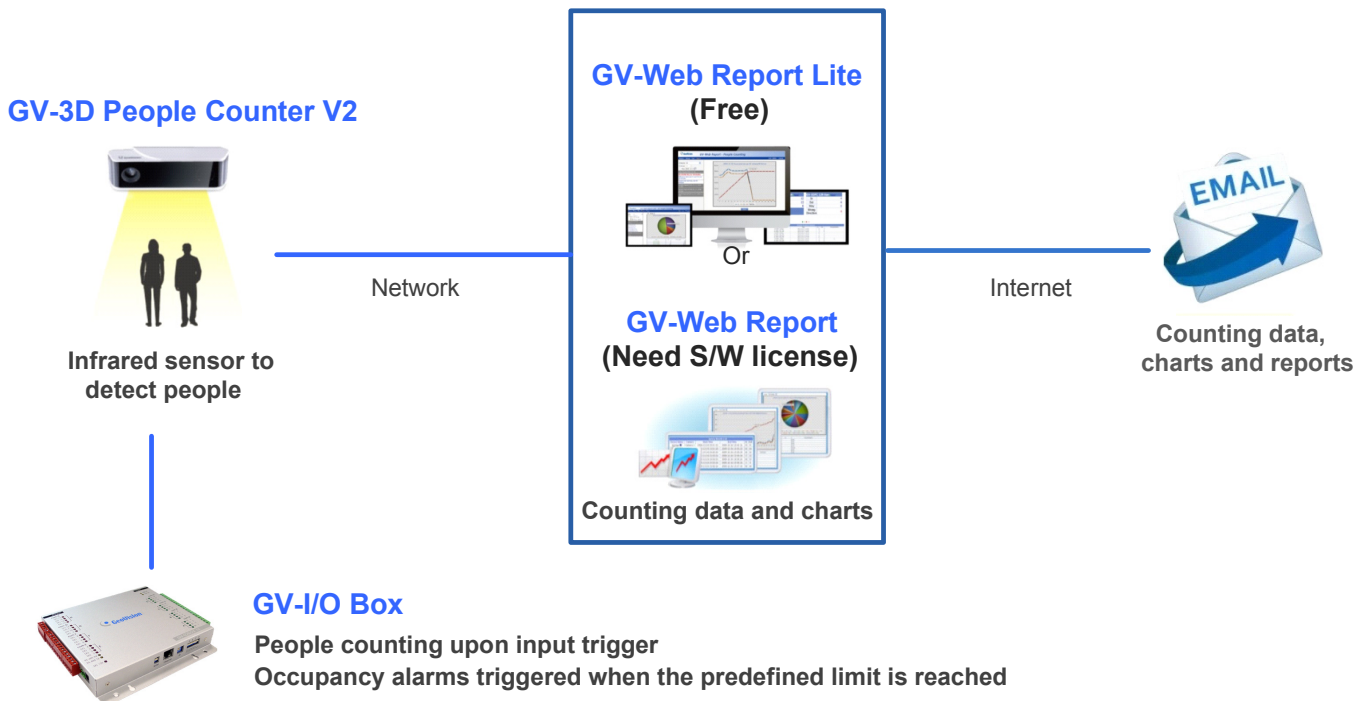 GV-3D People Counter V2
Infrared sensor to
detect people
Network
GV-Web Report Lite
(Free)
Or
GV-Web Report
(Need S/W license)
Counting data and charts
Internet
EMAIL
Counting data,
charts and reports
GeoVision
GV-I/O Box
People counting upon input trigger
Occupancy alarms triggered when the predefined limit is reached